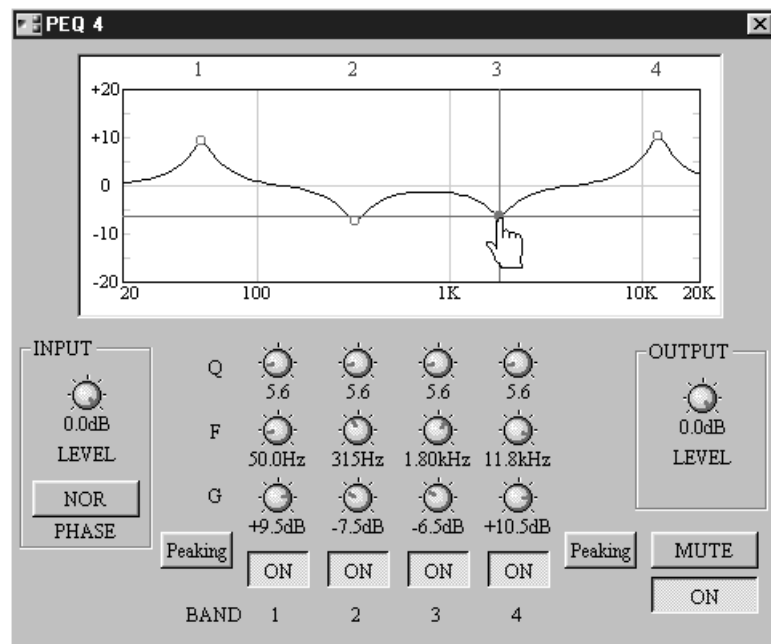 PEQ 4
1 2 3 4
+20
+10
0
-10
-20
20 100 1K 10K 20K
INPUT
0.0dB
LEVEL
NOR
PHASE
Q
5.6 5.6 5.6 5.6
F
50.0Hz 315Hz 1.80kHz 11.8kHz
G
+9.5dB -7.5dB -6.5dB +10.5dB
Peaking
ON ON ON ON
Peaking
BAND 1 2 3 4
OUTPUT
0.0dB
LEVEL
MUTE
ON